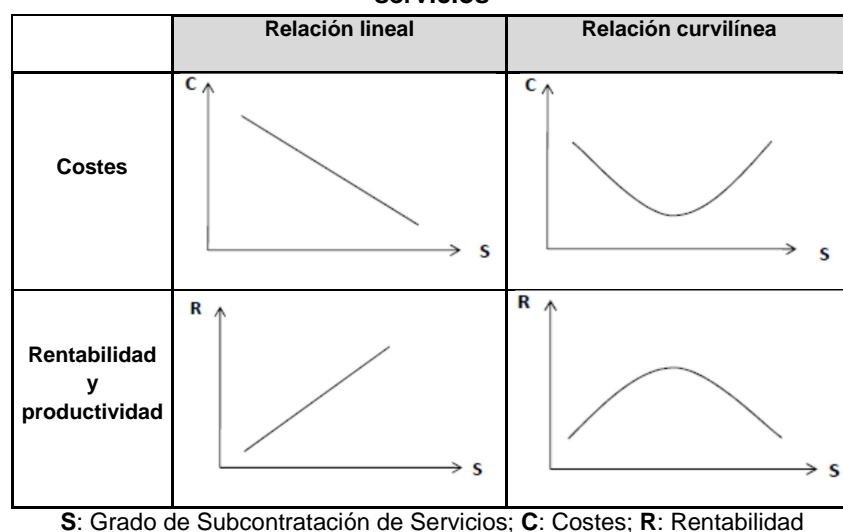 servicios
Relación lineal
Relación curvilínea
Costes
C
S
C
S
Rentabilidad
y
productividad
R
S
R
S
S: Grado de Subcontratación de Servicios; C: Costes; R: Rentabilidad